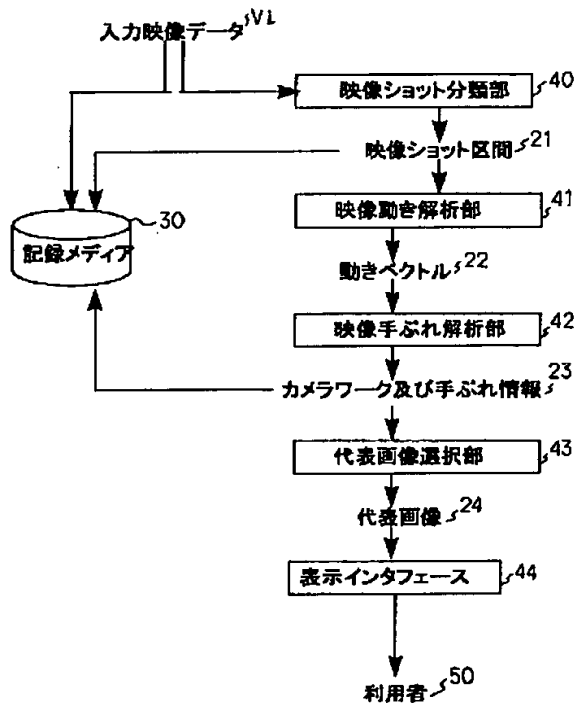 入力映像データ V1
映像ショット分類部 40
映像ショット区間 21
映像動き解析部 41
30
記録メディア
動きベクトル 22
映像手ぶれ解析部 42
カメラワーク及び手ぶれ情報 23
代表画像選択部 43
代表画像 24
表示インタフェース 44
利用者 50